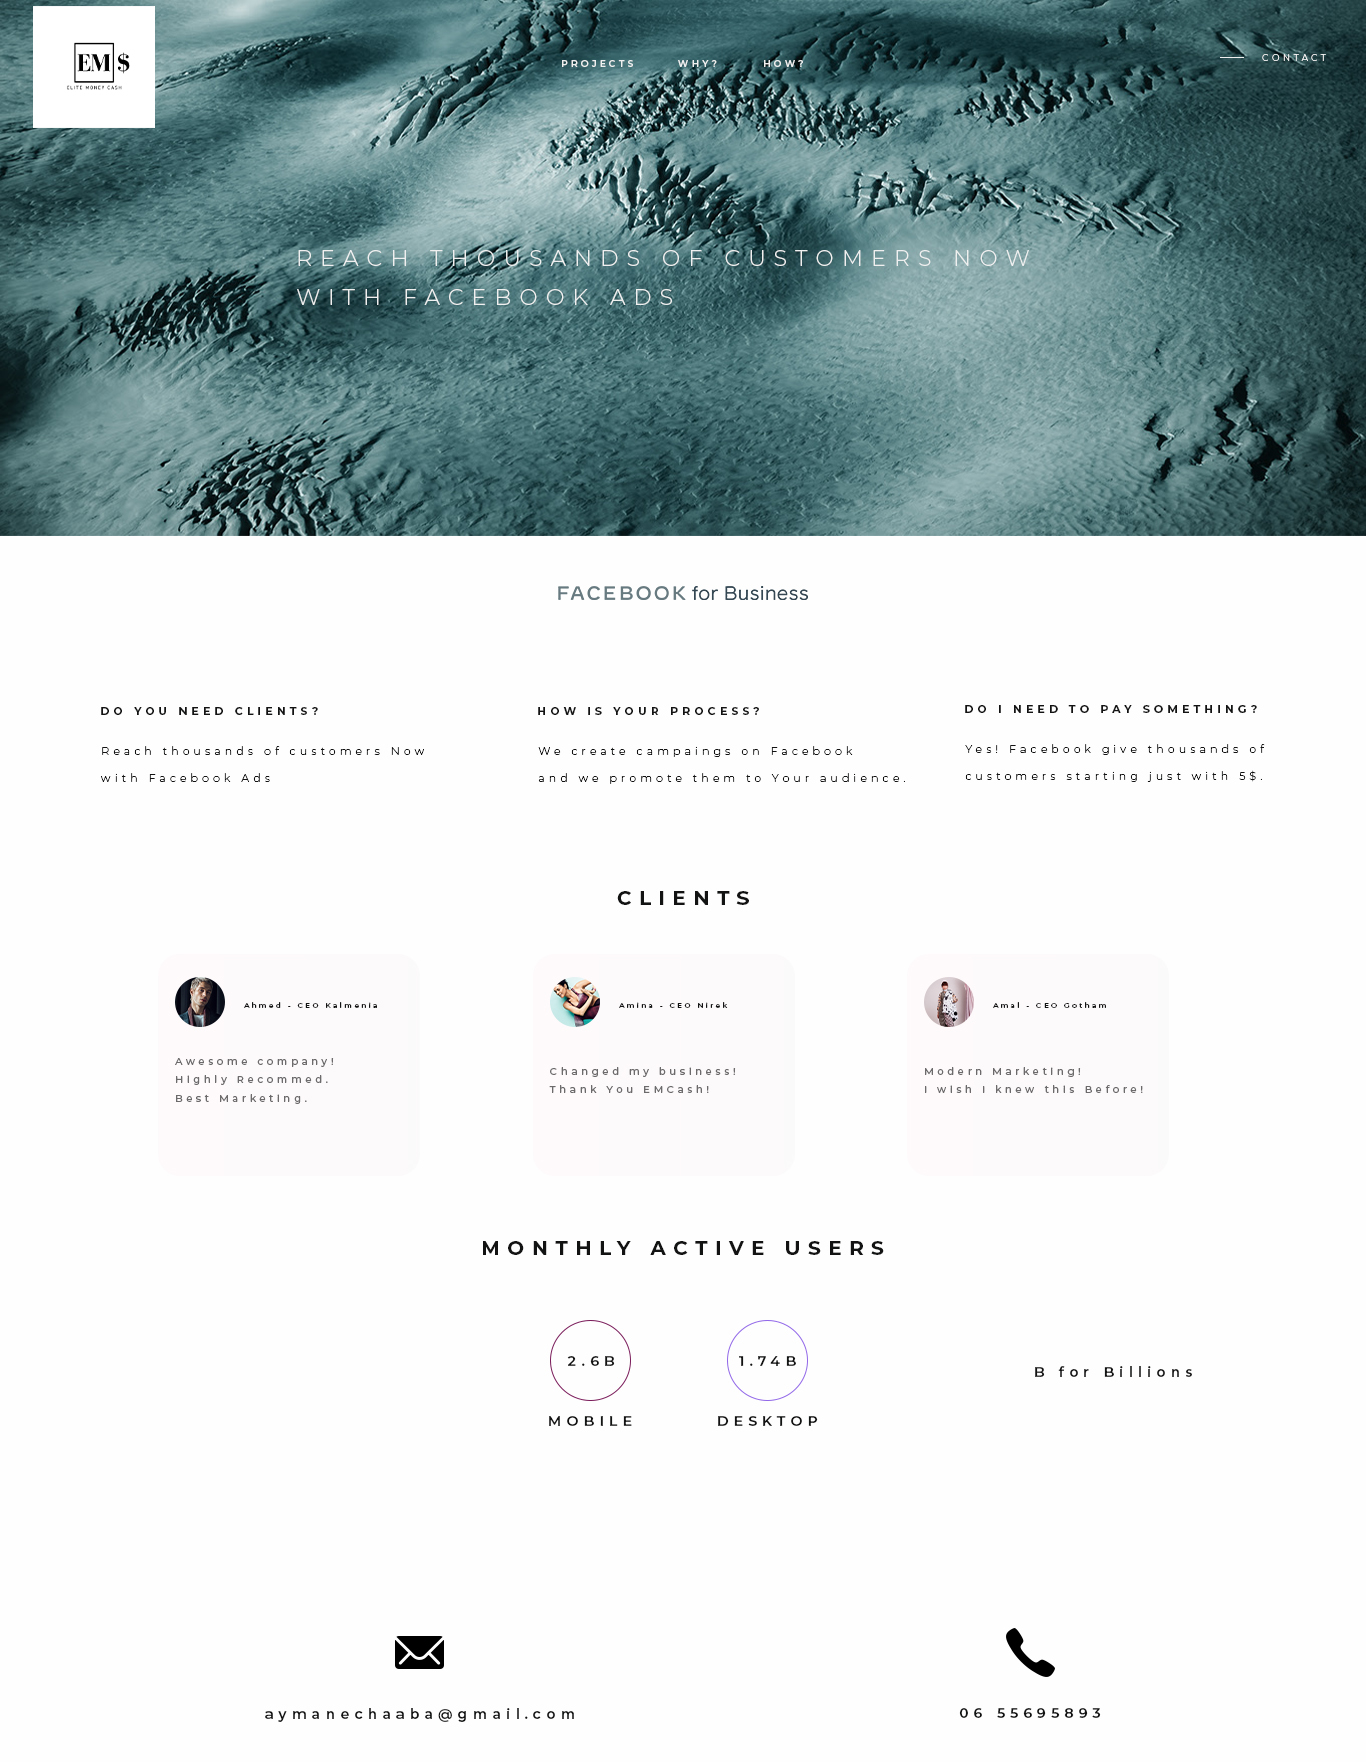 EM$
ELITE MONEY CASH
PROJECTS WHY? HOW?
CONTACT
REACH THOUSANDS OF CUSTOMERS NOW
WITH FACEBOOK ADS
FACEBOOK for Business
DO YOU NEED CLIENTS?
Reach thousands of customers Now
with Facebook Ads
HOW IS YOUR PROCESS?
We create campaings on Facebook
and we promote them to Your audience.
DO I NEED TO PAY SOMETHING?
Yes! Facebook give thousands of
customers starting just with 5$.
CLIENTS
Ahmed - CEO Kalmenia
Awesome company!
Highly Recommed.
Best Marketing.
Amina - CEO Nirek
Changed my business!
Thank You EMCash!
Amal - CEO Gotham
Modern Marketing!
I wish I knew this Before!
MONTHLY ACTIVE USERS
2.6B
MOBILE
1.74B
DESKTOP
B for Billions
aymanechaaba@gmail.com
06 55695893